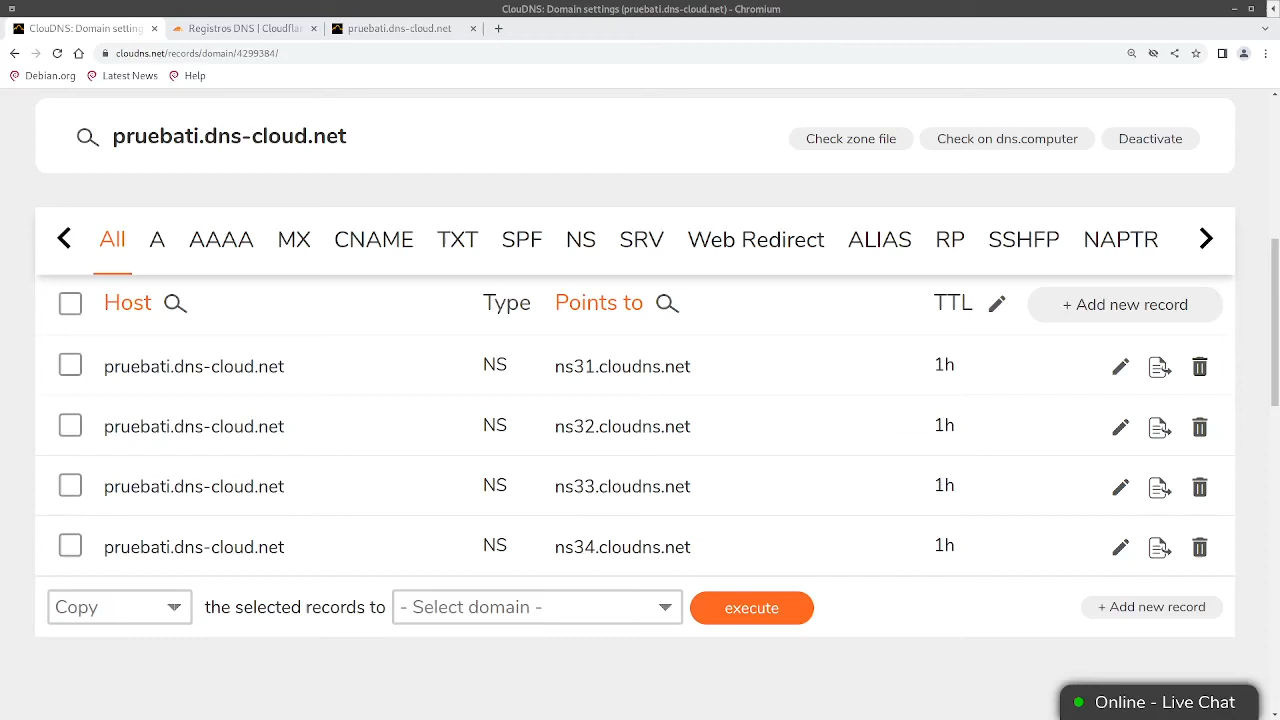 ClouDNS: Domain settings (pruebati.dns-cloud.net) - Chromium
ClouDNS: Domain setting
Registros DNS | Cloudflar
pruebati.dns-cloud.net
cloudns.net/records/domain/4299384/
Debian.org Latest News Help
pruebati.dns-cloud.net
Check zone file Check on dns.computer Deactivate
All A AAAA MX CNAME TXT SPF NS SRV Web Redirect ALIAS RP SSHFP NAPTR
Host Type Points to TTL + Add new record
pruebati.dns-cloud.net NS ns31.cloudns.net 1h
pruebati.dns-cloud.net NS ns32.cloudns.net 1h
pruebati.dns-cloud.net NS ns33.cloudns.net 1h
pruebati.dns-cloud.net NS ns34.cloudns.net 1h
Copy the selected records to - Select domain - execute + Add new record
Online - Live Chat